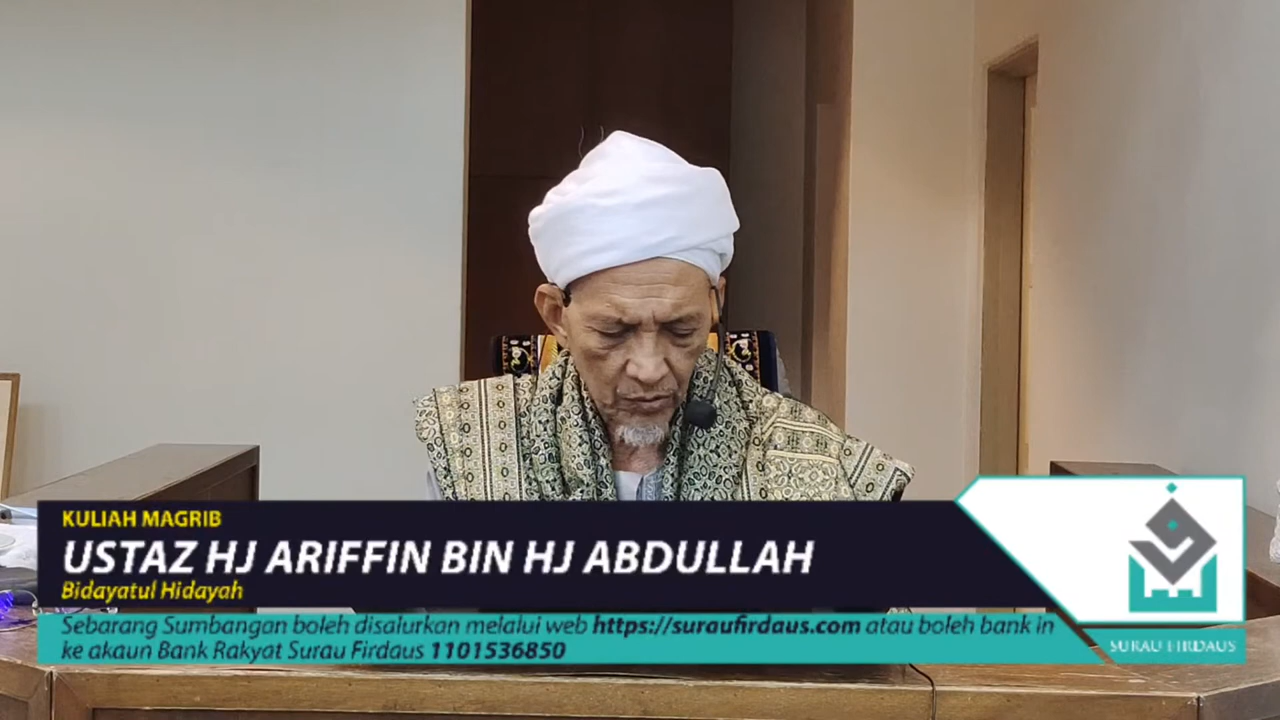 KULIAH MAGRIB
USTAZ HJ ARIFFIN BIN HJ ABDULLAH
Bidayatul Hidayah
Sebarang Sumbangan boleh disalurkan melalui web https://suraufirdaus.com atau boleh bank in
ke akaun Bank Rakyat Surau Firdaus 1101536850
SURAU FIRDAUS